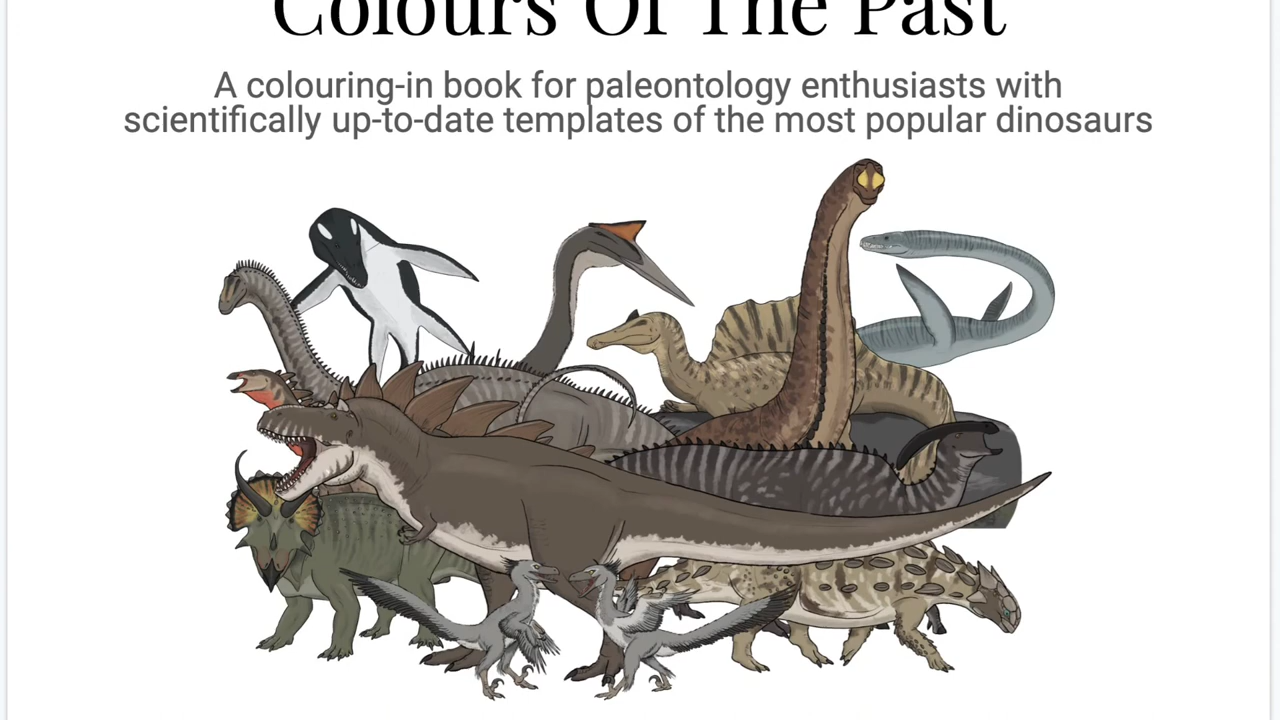 Colours Of The Past
A colouring-in book for paleontology enthusiasts with
scientifically up-to-date templates of the most popular dinosaurs